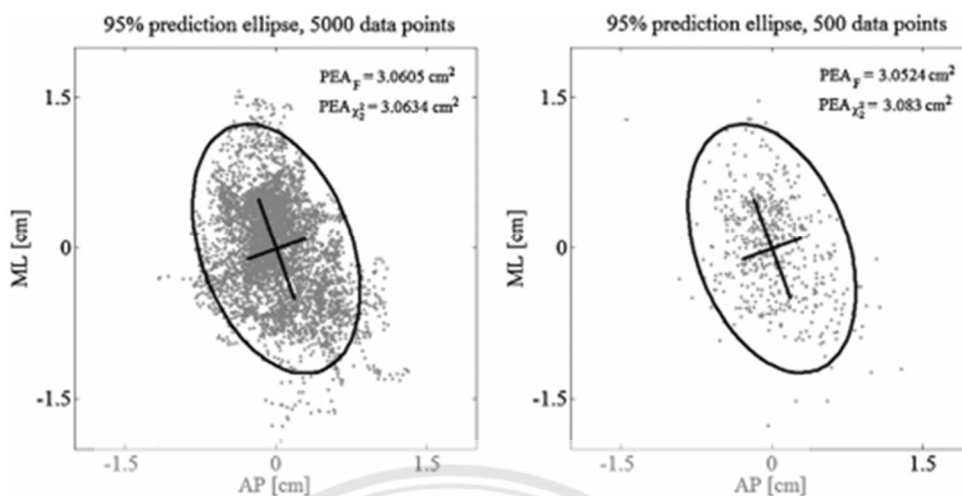 95% prediction ellipse, 5000 data points
PEA_F = 3.0605 cm²
PEA_χ²₂ = 3.0634 cm²
1.5
0
-1.5
ML [cm]
-1.5 0 1.5
AP [cm]
95% prediction ellipse, 500 data points
PEA_F = 3.0524 cm²
PEA_χ²₂ = 3.083 cm²
1.5
0
-1.5
ML [cm]
-1.5 0 1.5
AP [cm]